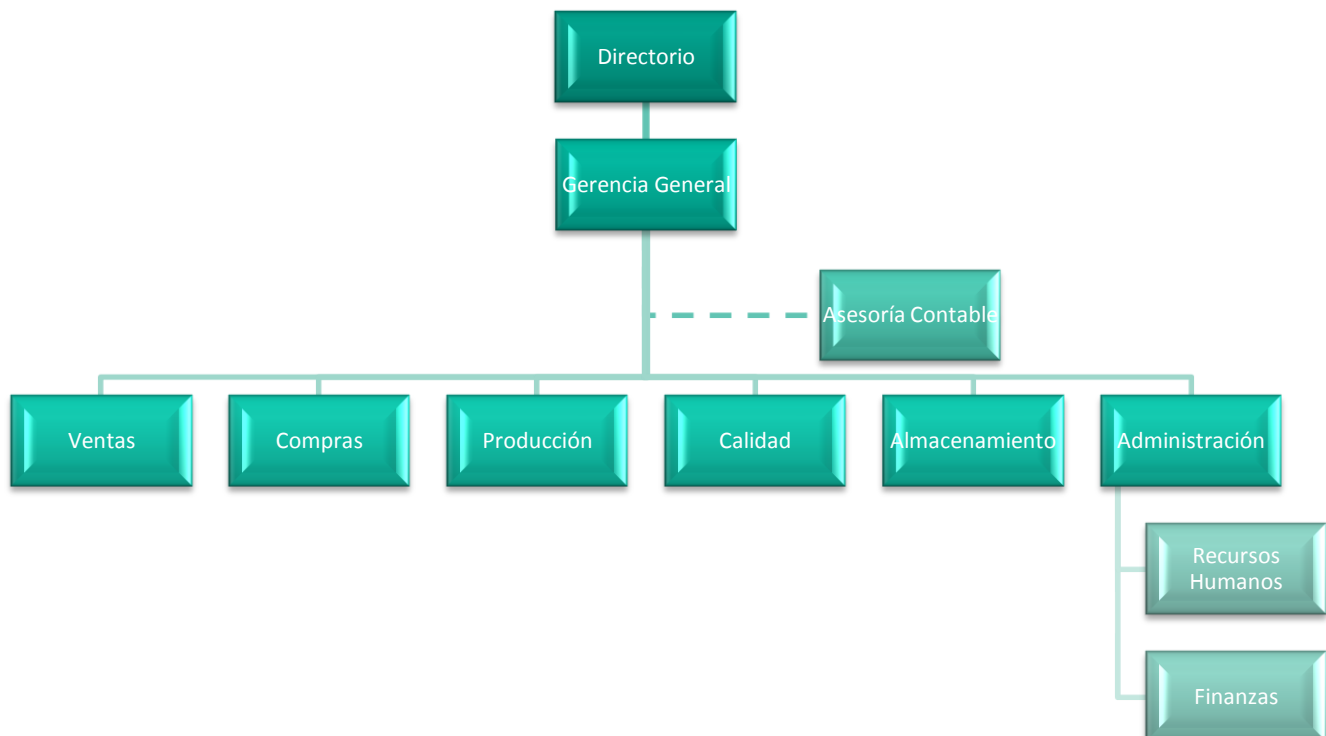 Directorio
Gerencia General
Asesoría Contable
Ventas
Compras
Producción
Calidad
Almacenamiento
Administración
Recursos
Humanos
Finanzas